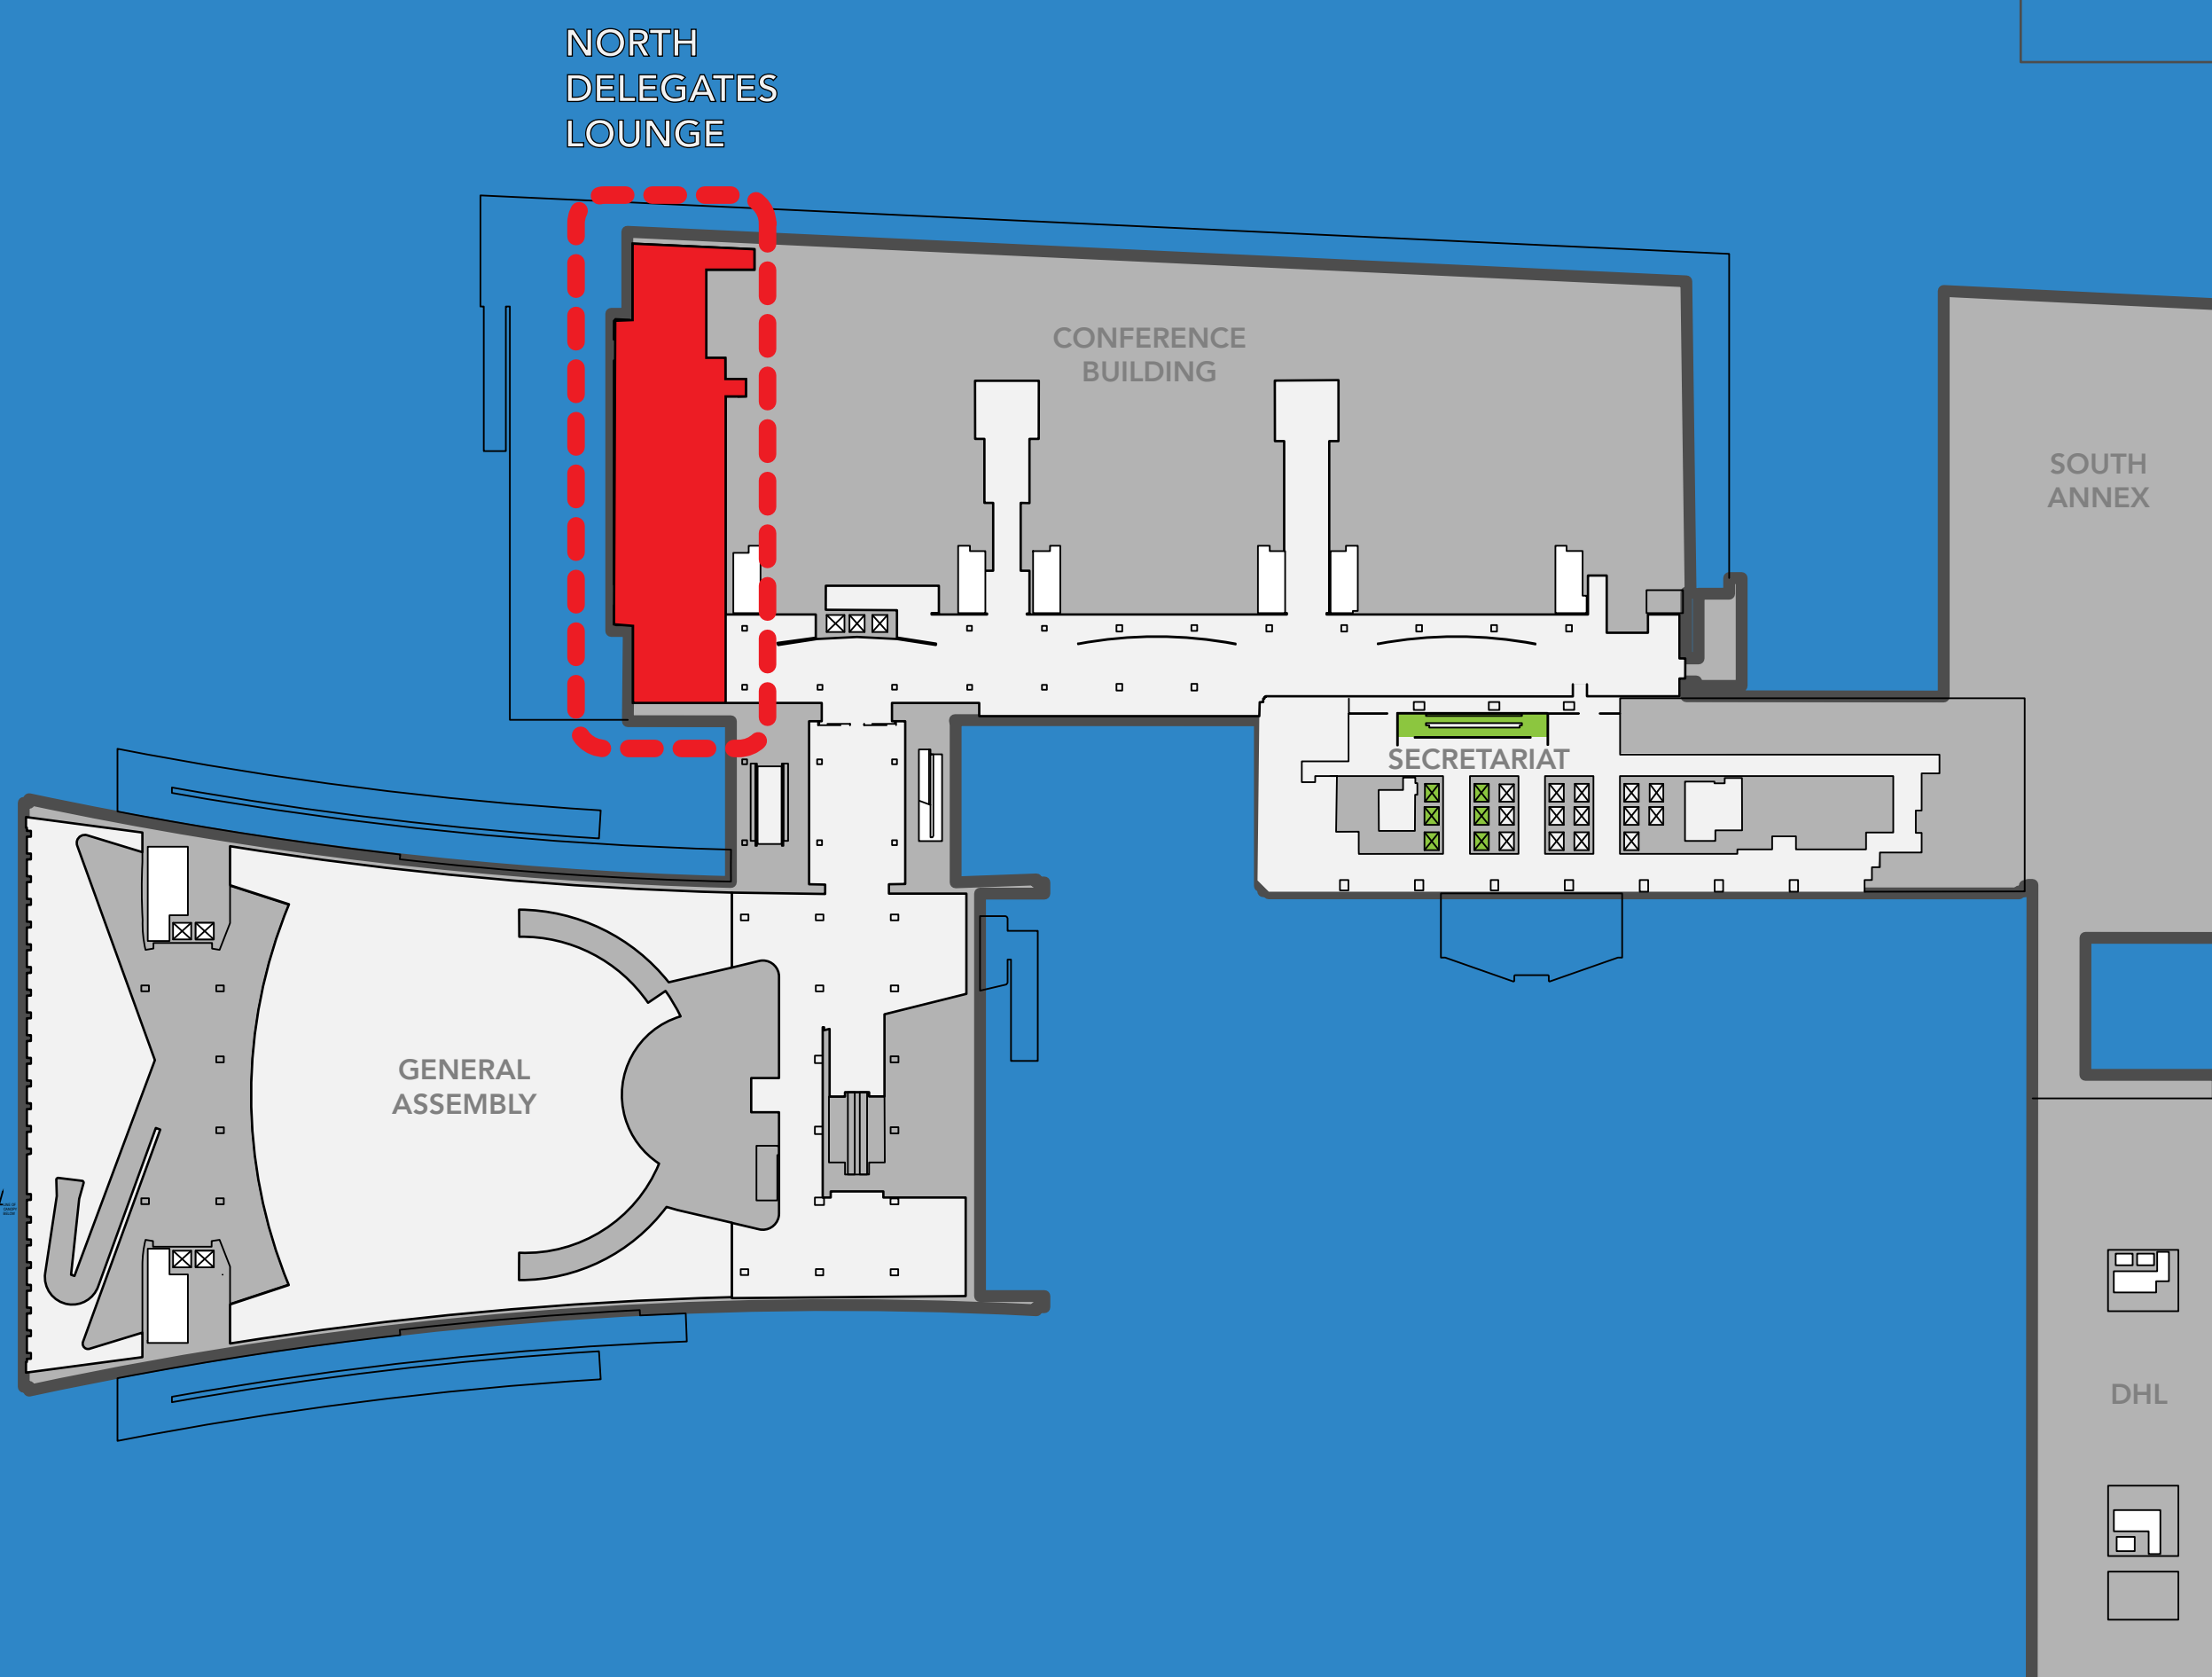 NORTH
DELEGATES
LOUNGE
CONFERENCE
BUILDING
SOUTH
ANNEX
SECRETARIAT
GENERAL
ASSEMBLY
DHL